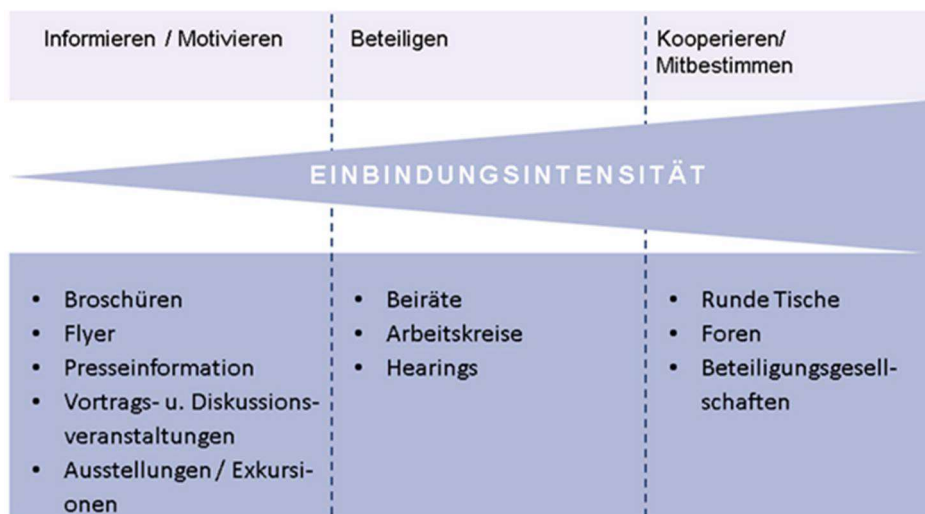 Informieren / Motivieren
Beteiligen
Kooperieren/
Mitbestimmen
EINBINDUNGSINTENSITÄT
• Broschüren
• Flyer
• Presseinformation
• Vortrags- u. Diskussions-
veranstaltungen
• Ausstellungen / Exkursi-
onen
• Beiräte
• Arbeitskreise
• Hearings
• Runde Tische
• Foren
• Beteiligungsgesell-
schaften